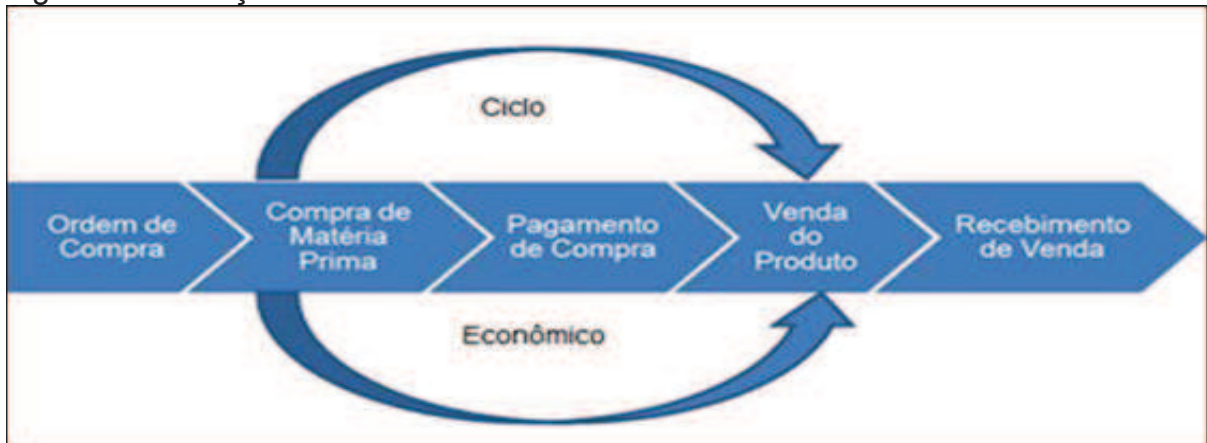 Ciclo
Ordem de
Compra
Compra de
Matéria
Prima
Pagamento
de Compra
Venda
do
Produto
Recebimento
de Venda
Econômico